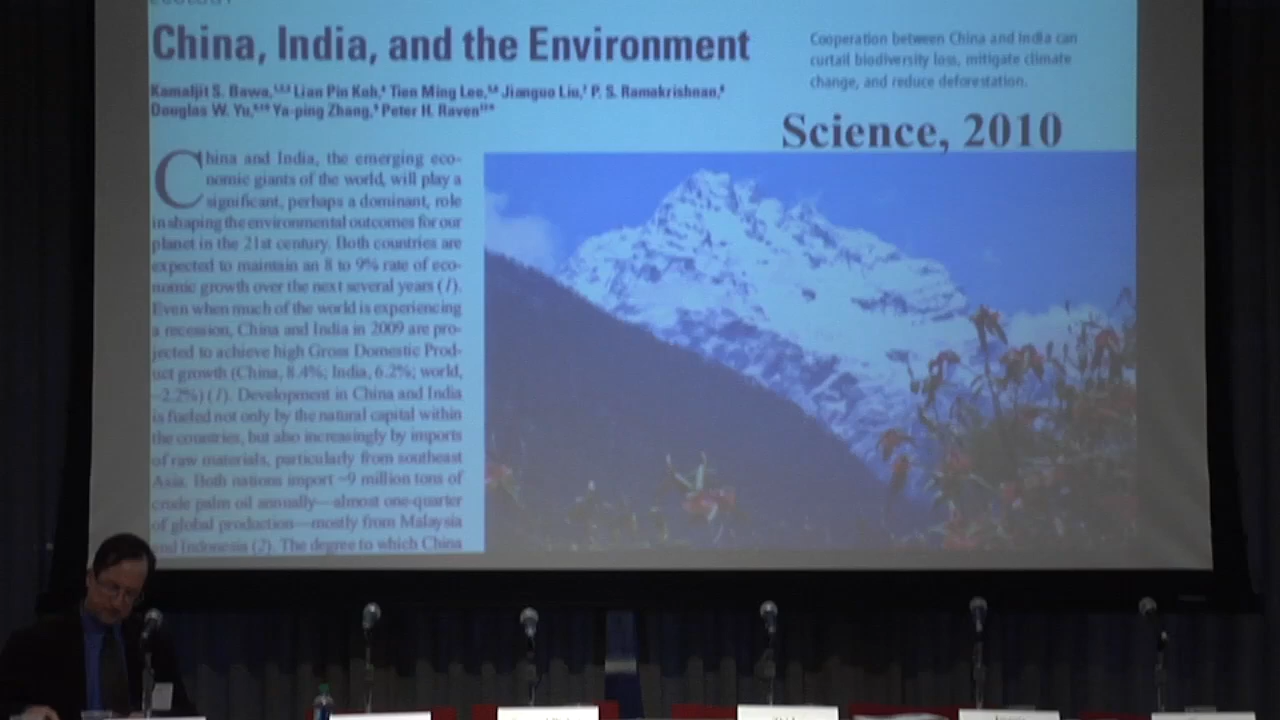 China, India, and the Environment
Kamaljit S. Bawa, Lian Pin Koh, Tien Ming Lee, Jianguo Liu, P. S. Ramakrishnan,
Douglas W. Yu, Ya-ping Zhang, Peter H. Raven
Cooperation between China and India can
curtail biodiversity loss, mitigate climate
change, and reduce deforestation.
Science, 2010
China and India, the emerging eco-
nomic giants of the world, will play a
significant, perhaps a dominant, role
in shaping the environmental outcomes for our
planet in the 21st century. Both countries are
expected to maintain an 8 to 9% rate of eco-
nomic growth over the next several years (1).
Even when much of the world is experiencing
a recession, China and India in 2009 are pro-
jected to achieve high Gross Domestic Prod-
uct growth (China, 8.4%; India, 6.2%; world,
-2.2%) (1). Development in China and India
is fueled not only by the natural capital within
the countries, but also increasingly by imports
of raw materials, particularly from southeast
Asia. Both nations import ~9 million tons of
crude palm oil annually—almost one-quarter
of global production—mostly from Malaysia
and Indonesia (2). The degree to which China